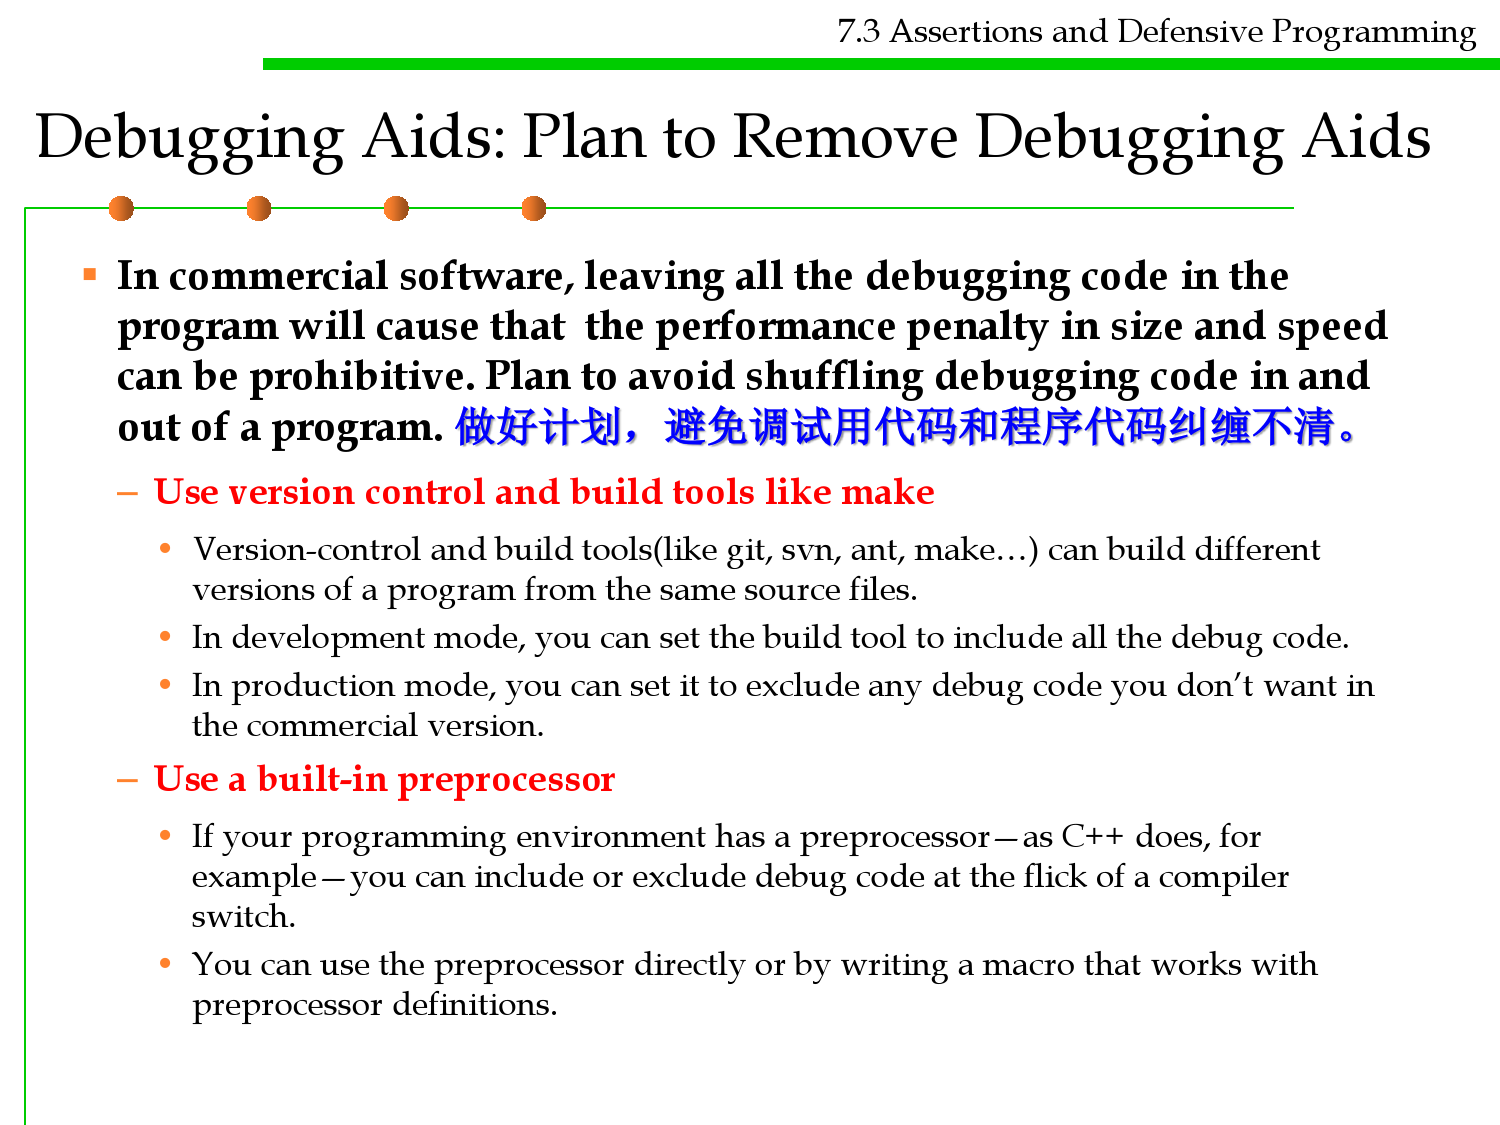 7.3 Assertions and Defensive Programming
Debugging Aids: Plan to Remove Debugging Aids
▪ In commercial software, leaving all the debugging code in the
program will cause that  the performance penalty in size and speed
can be prohibitive. Plan to avoid shuffling debugging code in and
out of a program. 做好计划，避免调试用代码和程序代码纠缠不清。
– Use version control and build tools like make
• Version-control and build tools(like git, svn, ant, make…) can build different
versions of a program from the same source files.
• In development mode, you can set the build tool to include all the debug code.
• In production mode, you can set it to exclude any debug code you don’t want in
the commercial version.
– Use a built-in preprocessor
• If your programming environment has a preprocessor—as C++ does, for
example—you can include or exclude debug code at the flick of a compiler
switch.
• You can use the preprocessor directly or by writing a macro that works with
preprocessor definitions.